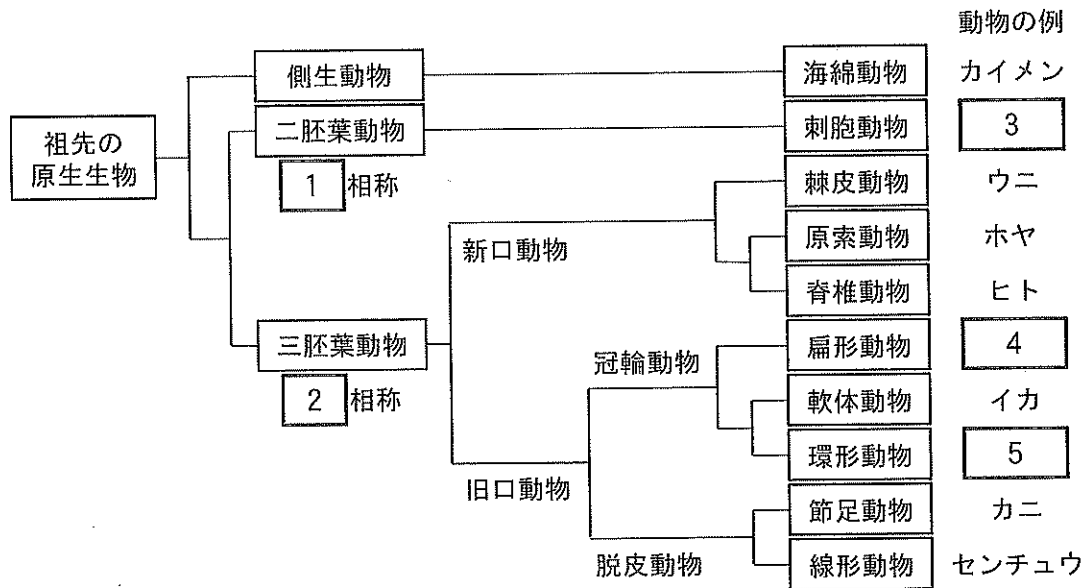 動物の例
側生動物
海綿動物 カイメン
祖先の
原生生物
二胚葉動物
刺胞動物 3
1 相称
棘皮動物 ウニ
新口動物
原索動物 ホヤ
脊椎動物 ヒト
三胚葉動物
2 相称
冠輪動物
扁形動物 4
軟体動物 イカ
環形動物 5
旧口動物
節足動物 カニ
脱皮動物
線形動物 センチュウ